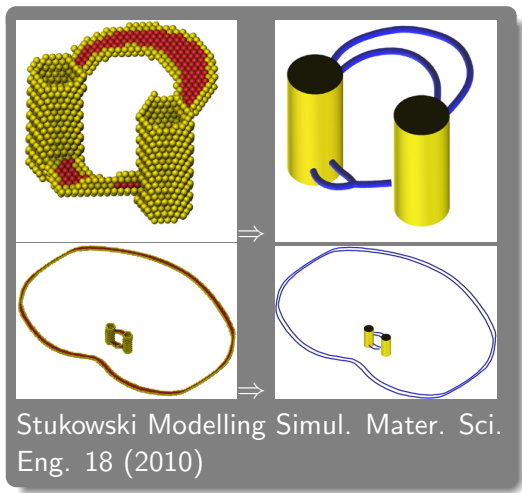 ⇒
⇒
Stukowski Modelling Simul. Mater. Sci.
Eng. 18 (2010)